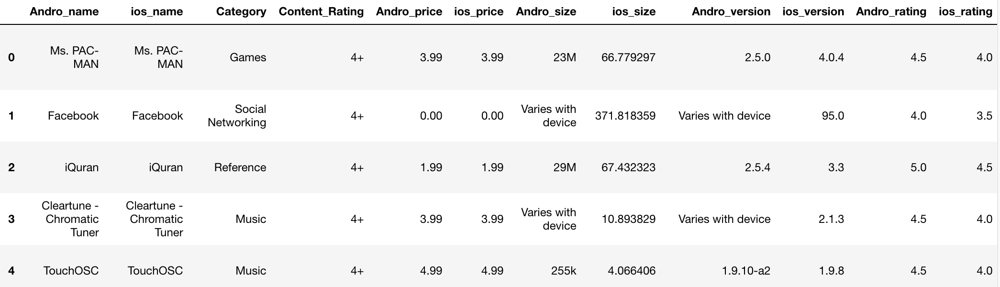 Andro_name ios_name Category Content_Rating Andro_price ios_price Andro_size ios_size Andro_version ios_version Andro_rating ios_rating
0 Ms. PAC- Ms. PAC- Games 4+ 3.99 3.99 23M 66.779297 2.5.0 4.0.4 4.5 4.0
MAN MAN
1 Facebook Facebook Social 4+ 0.00 0.00 Varies with 371.818359 Varies with device 95.0 4.0 3.5
Networking device
2 iQuran iQuran Reference 4+ 1.99 1.99 29M 67.432323 2.5.4 3.3 5.0 4.5
Cleartune - Cleartune - Varies with
3 Chromatic Chromatic Music 4+ 3.99 3.99 device 10.893829 Varies with device 2.1.3 4.5 4.0
Tuner Tuner
4 TouchOSC TouchOSC Music 4+ 4.99 4.99 255k 4.066406 1.9.10-a2 1.9.8 4.5 4.0